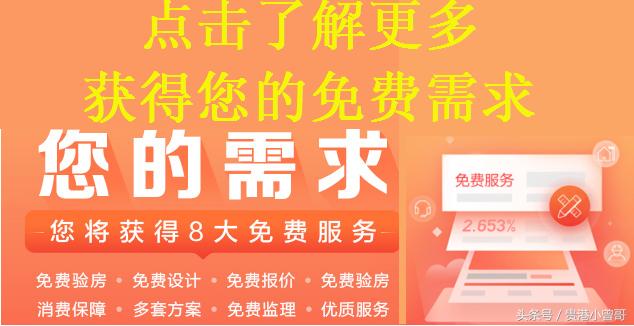 点击了解更多
获得您的免费需求
您的需求
您将获得8大免费服务
免费验房 • 免费设计 • 免费报价 • 免费验房
消费保障 • 多套方案 • 免费监理 • 优质服务
免费服务
2.653%
头条号 / 贵港小曾哥